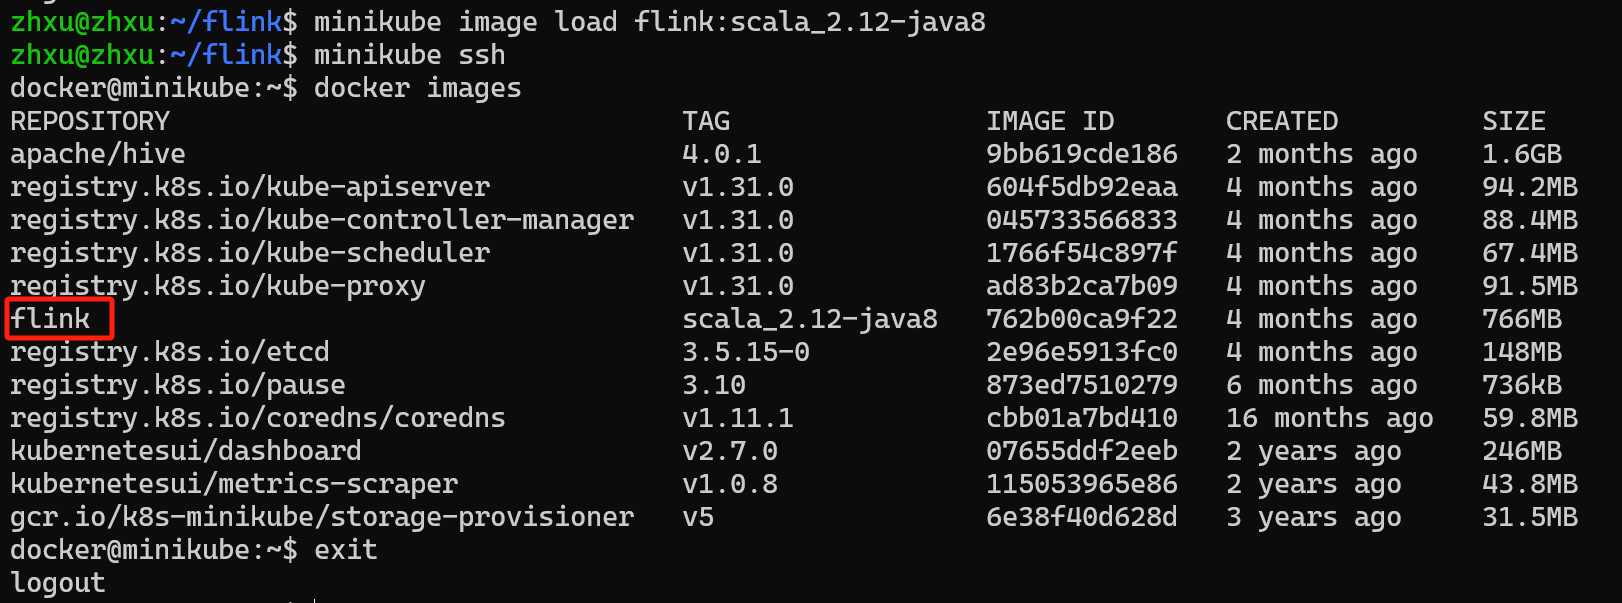 zhxu@zhxu:~/flink$ minikube image load flink:scala_2.12-java8
zhxu@zhxu:~/flink$ minikube ssh
docker@minikube:~$ docker images
REPOSITORY TAG IMAGE ID CREATED SIZE
apache/hive 4.0.1 9bb619cde186 2 months ago 1.6GB
registry.k8s.io/kube-apiserver v1.31.0 604f5db92eaa 4 months ago 94.2MB
registry.k8s.io/kube-controller-manager v1.31.0 045733566833 4 months ago 88.4MB
registry.k8s.io/kube-scheduler v1.31.0 1766f54c897f 4 months ago 67.4MB
registry.k8s.io/kube-proxy v1.31.0 ad83b2ca7b09 4 months ago 91.5MB
flink scala_2.12-java8 762b00ca9f22 4 months ago 766MB
registry.k8s.io/etcd 3.5.15-0 2e96e5913fc0 4 months ago 148MB
registry.k8s.io/pause 3.10 873ed7510279 6 months ago 736kB
registry.k8s.io/coredns/coredns v1.11.1 cbb01a7bd410 16 months ago 59.8MB
kubernetesui/dashboard v2.7.0 07655ddf2eeb 2 years ago 246MB
kubernetesui/metrics-scraper v1.0.8 115053965e86 2 years ago 43.8MB
gcr.io/k8s-minikube/storage-provisioner v5 6e38f40d628d 3 years ago 31.5MB
docker@minikube:~$ exit
logout